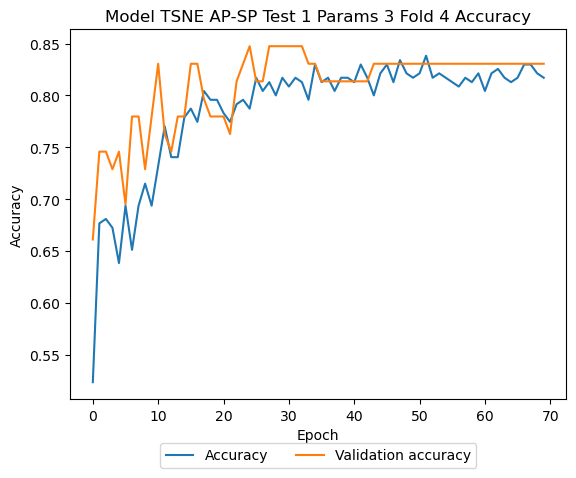 Model TSNE AP-SP Test 1 Params 3 Fold 4 Accuracy
0.85
0.80
0.75
0.70
0.65
0.60
0.55
Accuracy
0 10 20 30 40 50 60 70
Epoch
Accuracy Validation accuracy